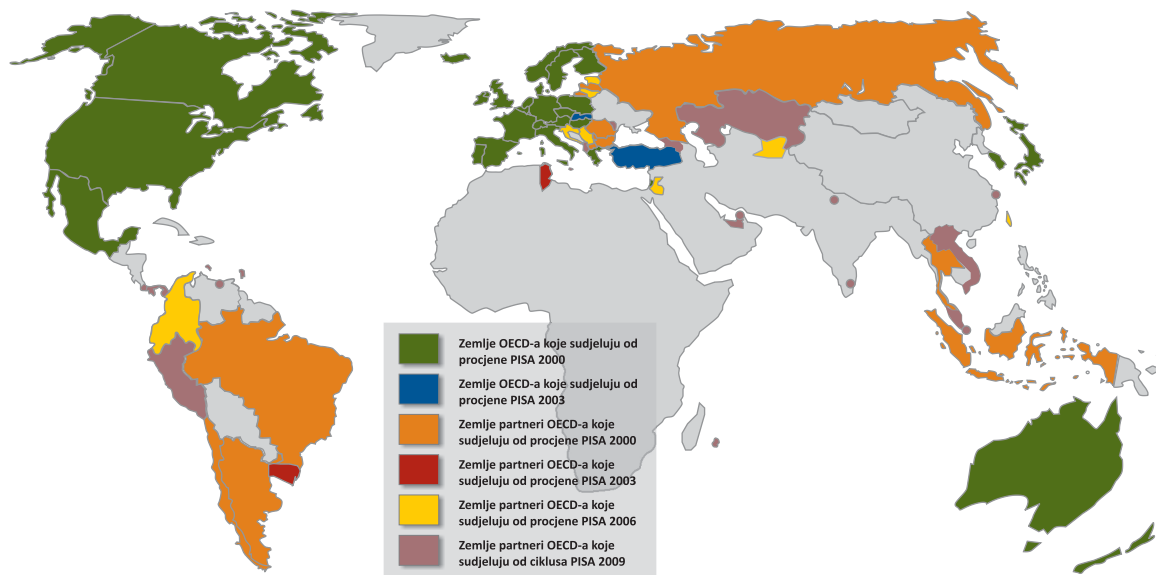 Zemlje OECD-a koje sudjeluju od
procjene PISA 2000
Zemlje OECD-a koje sudjeluju od
procjene PISA 2003
Zemlje partneri OECD-a koje
sudjeluju od procjene PISA 2000
Zemlje partneri OECD-a koje
sudjeluju od procjene PISA 2003
Zemlje partneri OECD-a koje
sudjeluju od procjene PISA 2006
Zemlje partneri OECD-a koje
sudjeluju od ciklusa PISA 2009